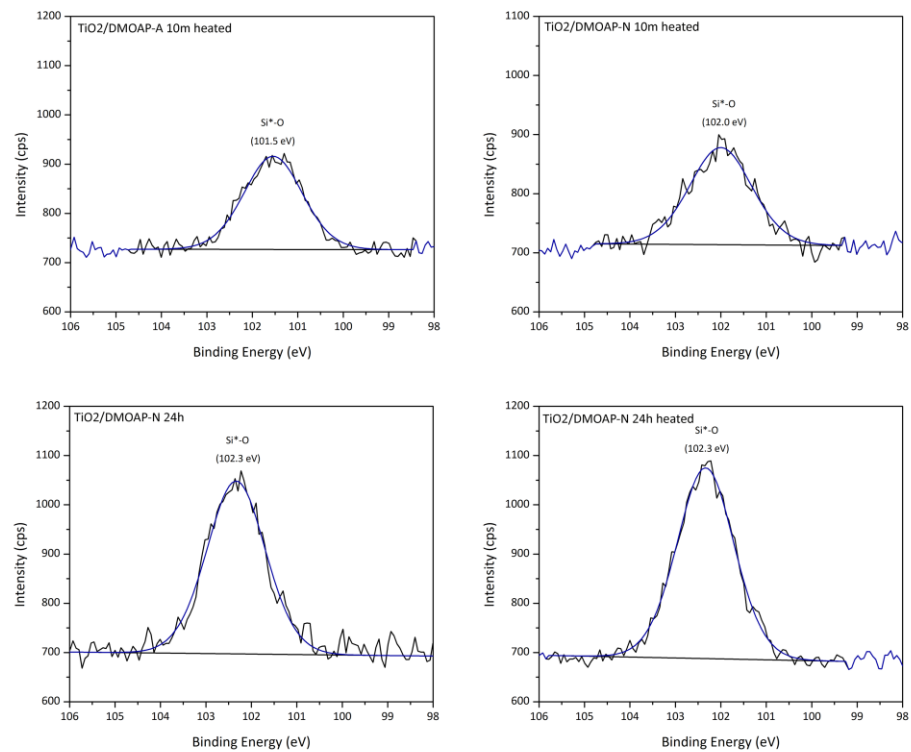 TiO2/DMOAP-A 10m heated
Si*-O
(101.5 eV)
Intensity (cps)
1200
1100
1000
900
800
700
600
106 105 104 103 102 101 100 99 98
Binding Energy (eV)
TiO2/DMOAP-N 10m heated
Si*-O
(102.0 eV)
Intensity (cps)
1100
1000
900
800
700
600
106 105 104 103 102 101 100 99 98
Binding Energy (eV)
TiO2/DMOAP-N 24h
Si*-O
(102.3 eV)
Intensity (cps)
1200
1100
1000
900
800
700
600
106 105 104 103 102 101 100 99 98
Binding Energy (eV)
TiO2/DMOAP-N 24h heated
Si*-O
(102.3 eV)
Intensity (cps)
1200
1100
1000
900
800
700
600
106 105 104 103 102 101 100 99 98
Binding Energy (eV)